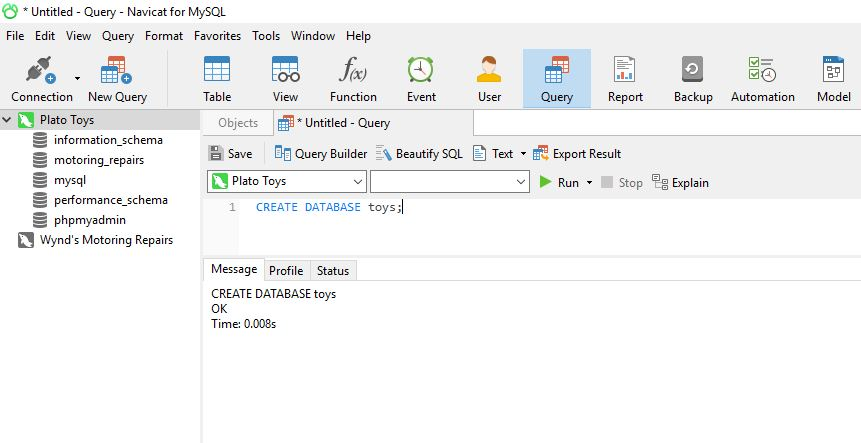 * Untitled - Query - Navicat for MySQL
File Edit View Query Format Favorites Tools Window Help
Connection New Query Table View Function Event User Query Report Backup Automation Model
f(x)
Plato Toys
information_schema
motoring_repairs
mysql
performance_schema
phpmyadmin
Wynd's Motoring Repairs
Objects * Untitled - Query
Save Query Builder Beautify SQL Text Export Result
Plato Toys Run Stop Explain
1 CREATE DATABASE toys;
Message Profile Status
CREATE DATABASE toys
OK
Time: 0.008s